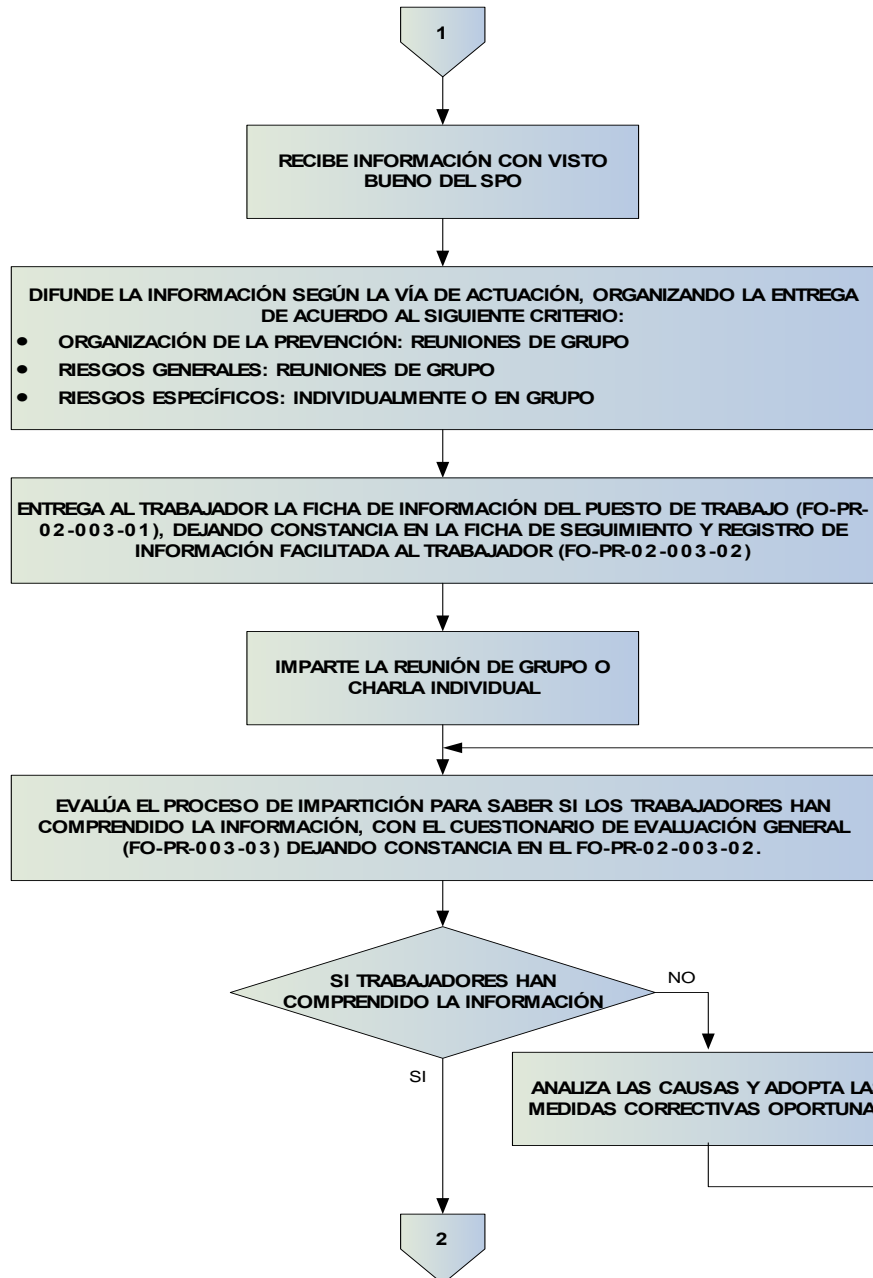 1
RECIBE INFORMACIÓN CON VISTO
BUENO DEL SPO
DIFUNDE LA INFORMACIÓN SEGÚN LA VÍA DE ACTUACIÓN, ORGANIZANDO LA ENTREGA
DE ACUERDO AL SIGUIENTE CRITERIO:
● ORGANIZACIÓN DE LA PREVENCIÓN: REUNIONES DE GRUPO
● RIESGOS GENERALES: REUNIONES DE GRUPO
● RIESGOS ESPECÍFICOS: INDIVIDUALMENTE O EN GRUPO
ENTREGA AL TRABAJADOR LA FICHA DE INFORMACIÓN DEL PUESTO DE TRABAJO (FO-PR-
02-003-01), DEJANDO CONSTANCIA EN LA FICHA DE SEGUIMIENTO Y REGISTRO DE
INFORMACIÓN FACILITADA AL TRABAJADOR (FO-PR-02-003-02)
IMPARTE LA REUNIÓN DE GRUPO O
CHARLA INDIVIDUAL
EVALÚA EL PROCESO DE IMPARTICIÓN PARA SABER SI LOS TRABAJADORES HAN
COMPRENDIDO LA INFORMACIÓN, CON EL CUESTIONARIO DE EVALUACIÓN GENERAL
(FO-PR-003-03) DEJANDO CONSTANCIA EN EL FO-PR-02-003-02.
SI TRABAJADORES HAN
COMPRENDIDO LA INFORMACIÓN
NO
SI
ANALIZA LAS CAUSAS Y ADOPTA LA
MEDIDAS CORRECTIVAS OPORTUNA
2